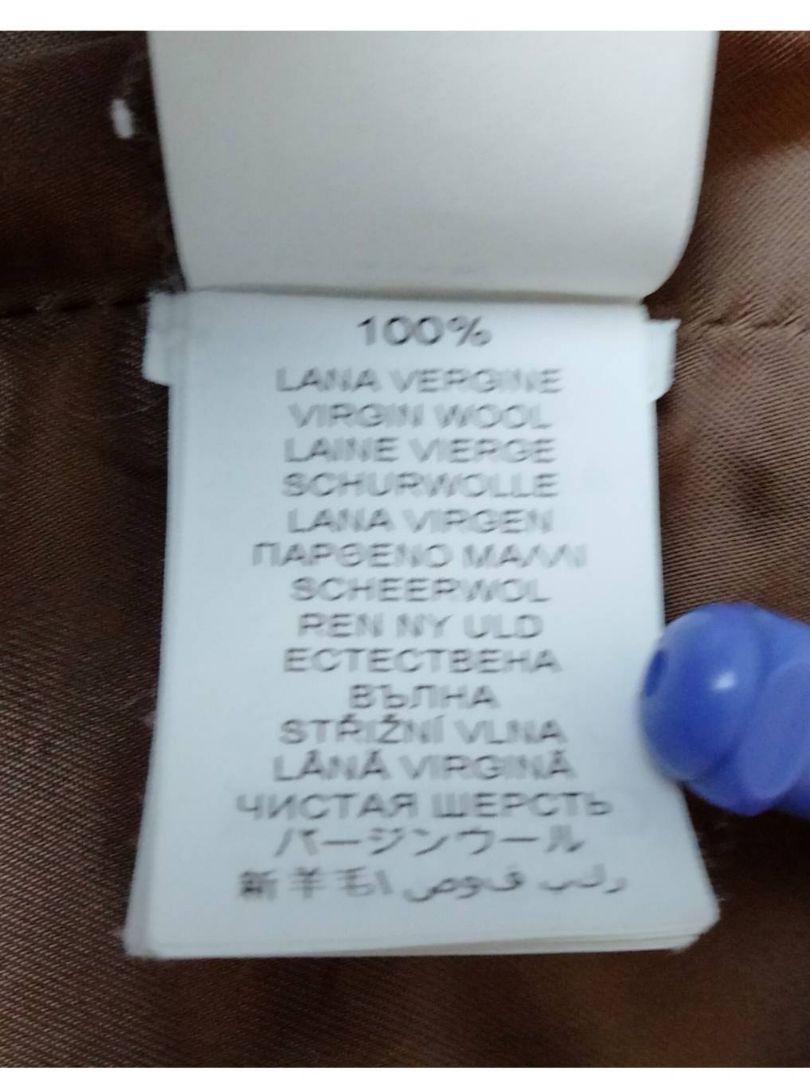 100%
LANA VERGINE
VIRGIN WOOL
LAINE VIERGE
SCHURWOLLE
LANA VIRGEN
ΠΑΡΘΕΝΟ ΜΑΛΛΙ
SCHEERWOL
REN NY ULD
ЕСТЕСТВЕНА
ВЪЛНА
STŘIŽNÍ VLNA
LÂNĂ VIRGINĂ
ЧИСТАЯ ШЕРСТЬ
バージンウール
新 羊毛\